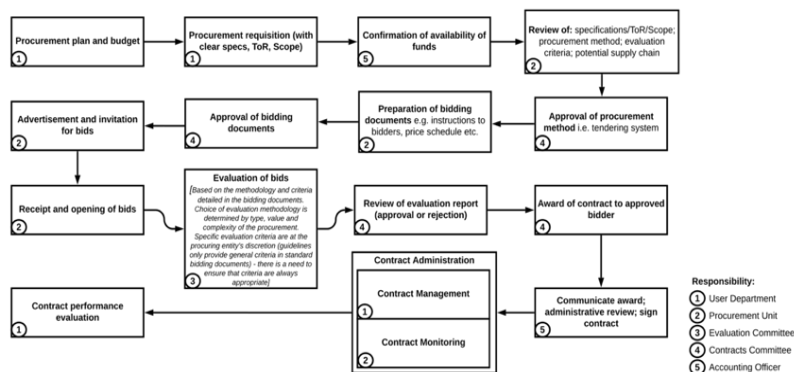 Procurement plan and budget
1
Procurement requisition (with
clear specs, ToR, Scope)
1
Confirmation of availability of
funds
5
Review of: specifications/ToR/Scope;
procurement method; evaluation
criteria; potential supply chain
2
Advertisement and invitation
for bids
2
Approval of bidding
documents
4
Preparation of bidding
documents e.g. instructions to
bidders, price schedule etc.
2
Approval of procurement
method i.e. tendering system
4
Receipt and opening of bids
2
Evaluation of bids
[Based on the methodology and criteria
detailed in the bidding documents.
Choice of evaluation methodology is
determined by type, value and
complexity of the procurement.
Specific evaluation criteria are at the
procuring entity's discretion (guidelines
only provide general criteria in standard
bidding documents) - there is a need to
ensure that criteria are always
appropriate]
3
Review of evaluation report
(approval or rejection)
4
Award of contract to approved
bidder
4
Contract performance
evaluation
1
Contract Administration
Contract Management
1
Contract Monitoring
2
Communicate award;
administrative review; sign
contract
5
Responsibility:
1 User Department
2 Procurement Unit
3 Evaluation Committee
4 Contracts Committee
5 Accounting Officer